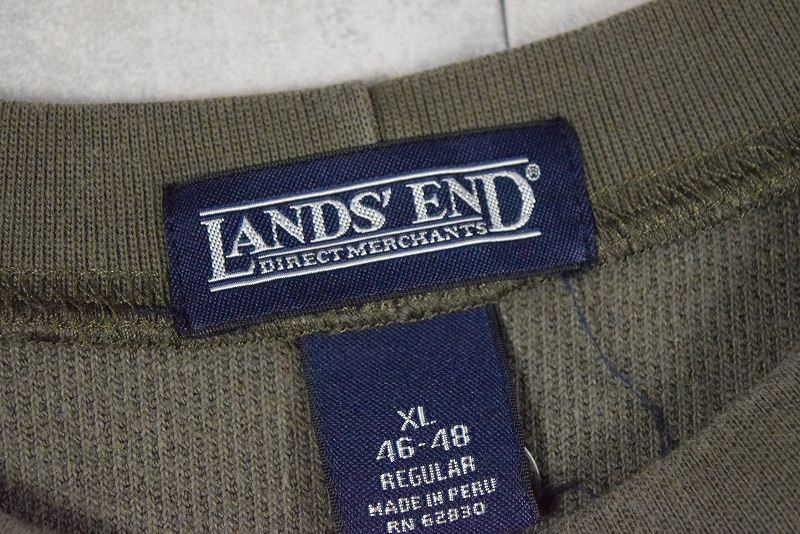 LANDS' END®
DIRECT MERCHANTS
XL
46-48
REGULAR
MADE IN PERU
RN 62830